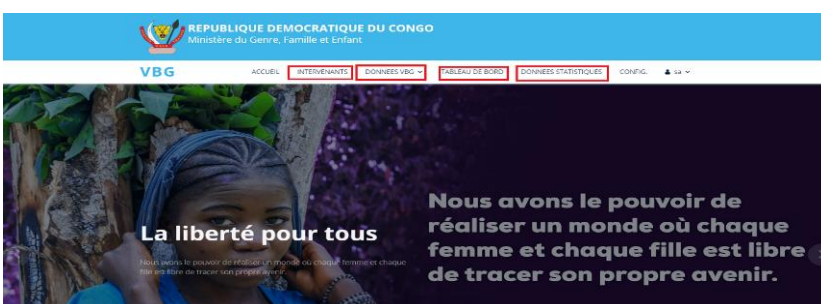 REPUBLIQUE DEMOCRATIQUE DU CONGO
Ministère du Genre, Famille et Enfant
VBG ACCUEIL INTERVENANTS DONNEES VBG TABLEAU DE BORD DONNEES STATISTIQUES CONFIG. sa
La liberté pour tous
Nous avons le pouvoir de réaliser un monde où chaque femme et chaque
fille est libre de tracer son propre avenir.
Nous avons le pouvoir de
réaliser un monde où chaque
femme et chaque fille est libre
de tracer son propre avenir.